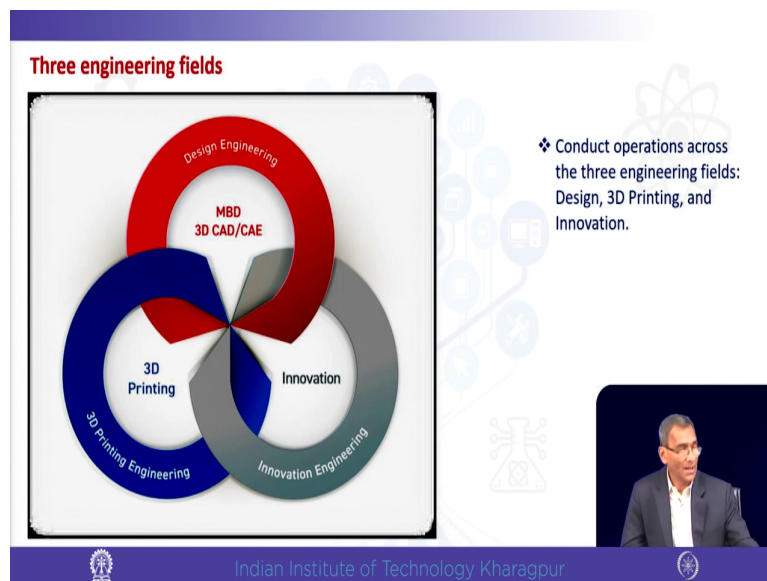 Three engineering fields
Design Engineering
MBD
3D CAD/CAE
3D
Printing
Innovation
3D Printing Engineering
Innovation Engineering
❖ Conduct operations across
the three engineering fields:
Design, 3D Printing, and
Innovation.
Indian Institute of Technology Kharagpur